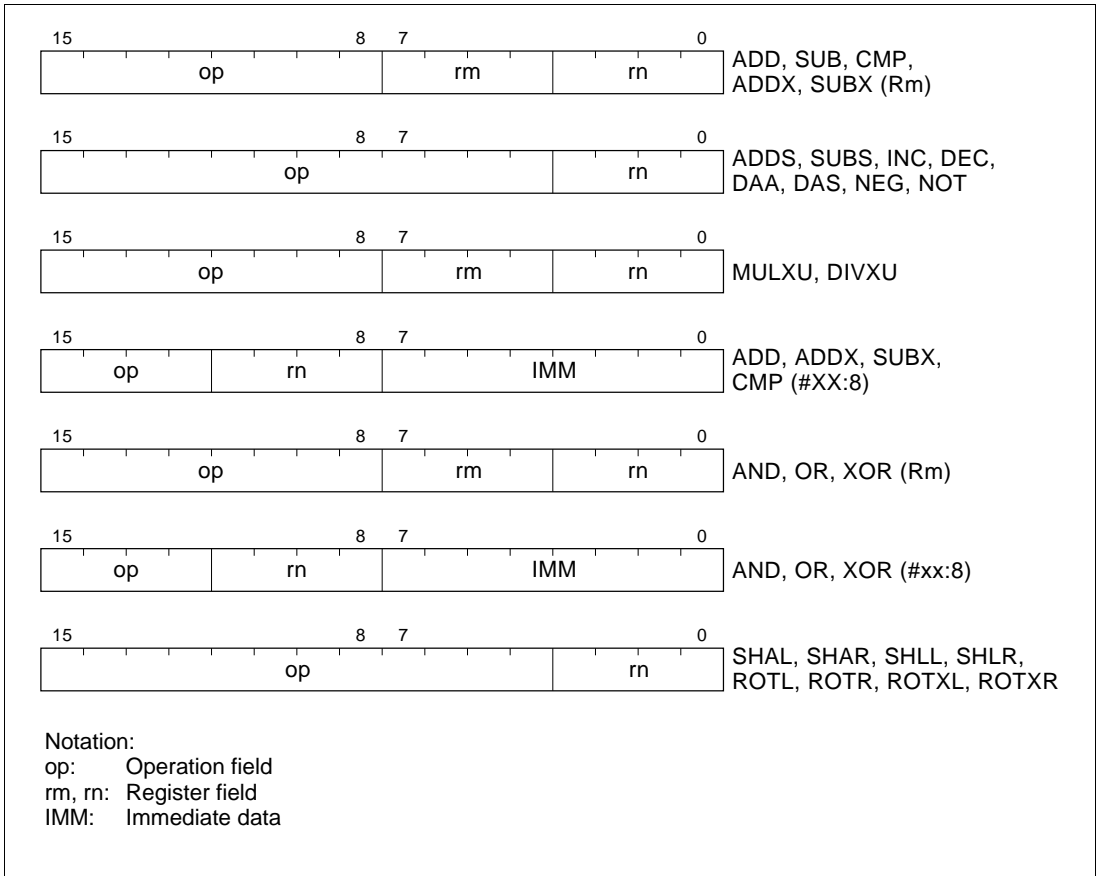 15 8 7 0
op rm rn
ADD, SUB, CMP,
ADDX, SUBX (Rm)
15 8 7 0
op rn
ADDS, SUBS, INC, DEC,
DAA, DAS, NEG, NOT
15 8 7 0
op rm rn
MULXU, DIVXU
15 8 7 0
op rn IMM
ADD, ADDX, SUBX,
CMP (#XX:8)
15 8 7 0
op rm rn
AND, OR, XOR (Rm)
15 8 7 0
op rn IMM
AND, OR, XOR (#xx:8)
15 8 7 0
op rn
SHAL, SHAR, SHLL, SHLR,
ROTL, ROTR, ROTXL, ROTXR
Notation:
op: Operation field
rm, rn: Register field
IMM: Immediate data